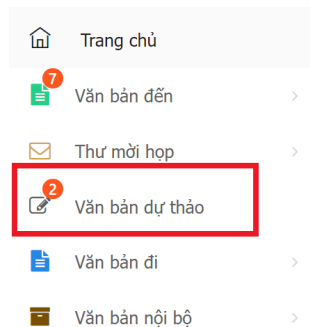 Trang chủ
7
Văn bản đến
Thư mời họp
2
Văn bản dự thảo
Văn bản đi
Văn bản nội bộ